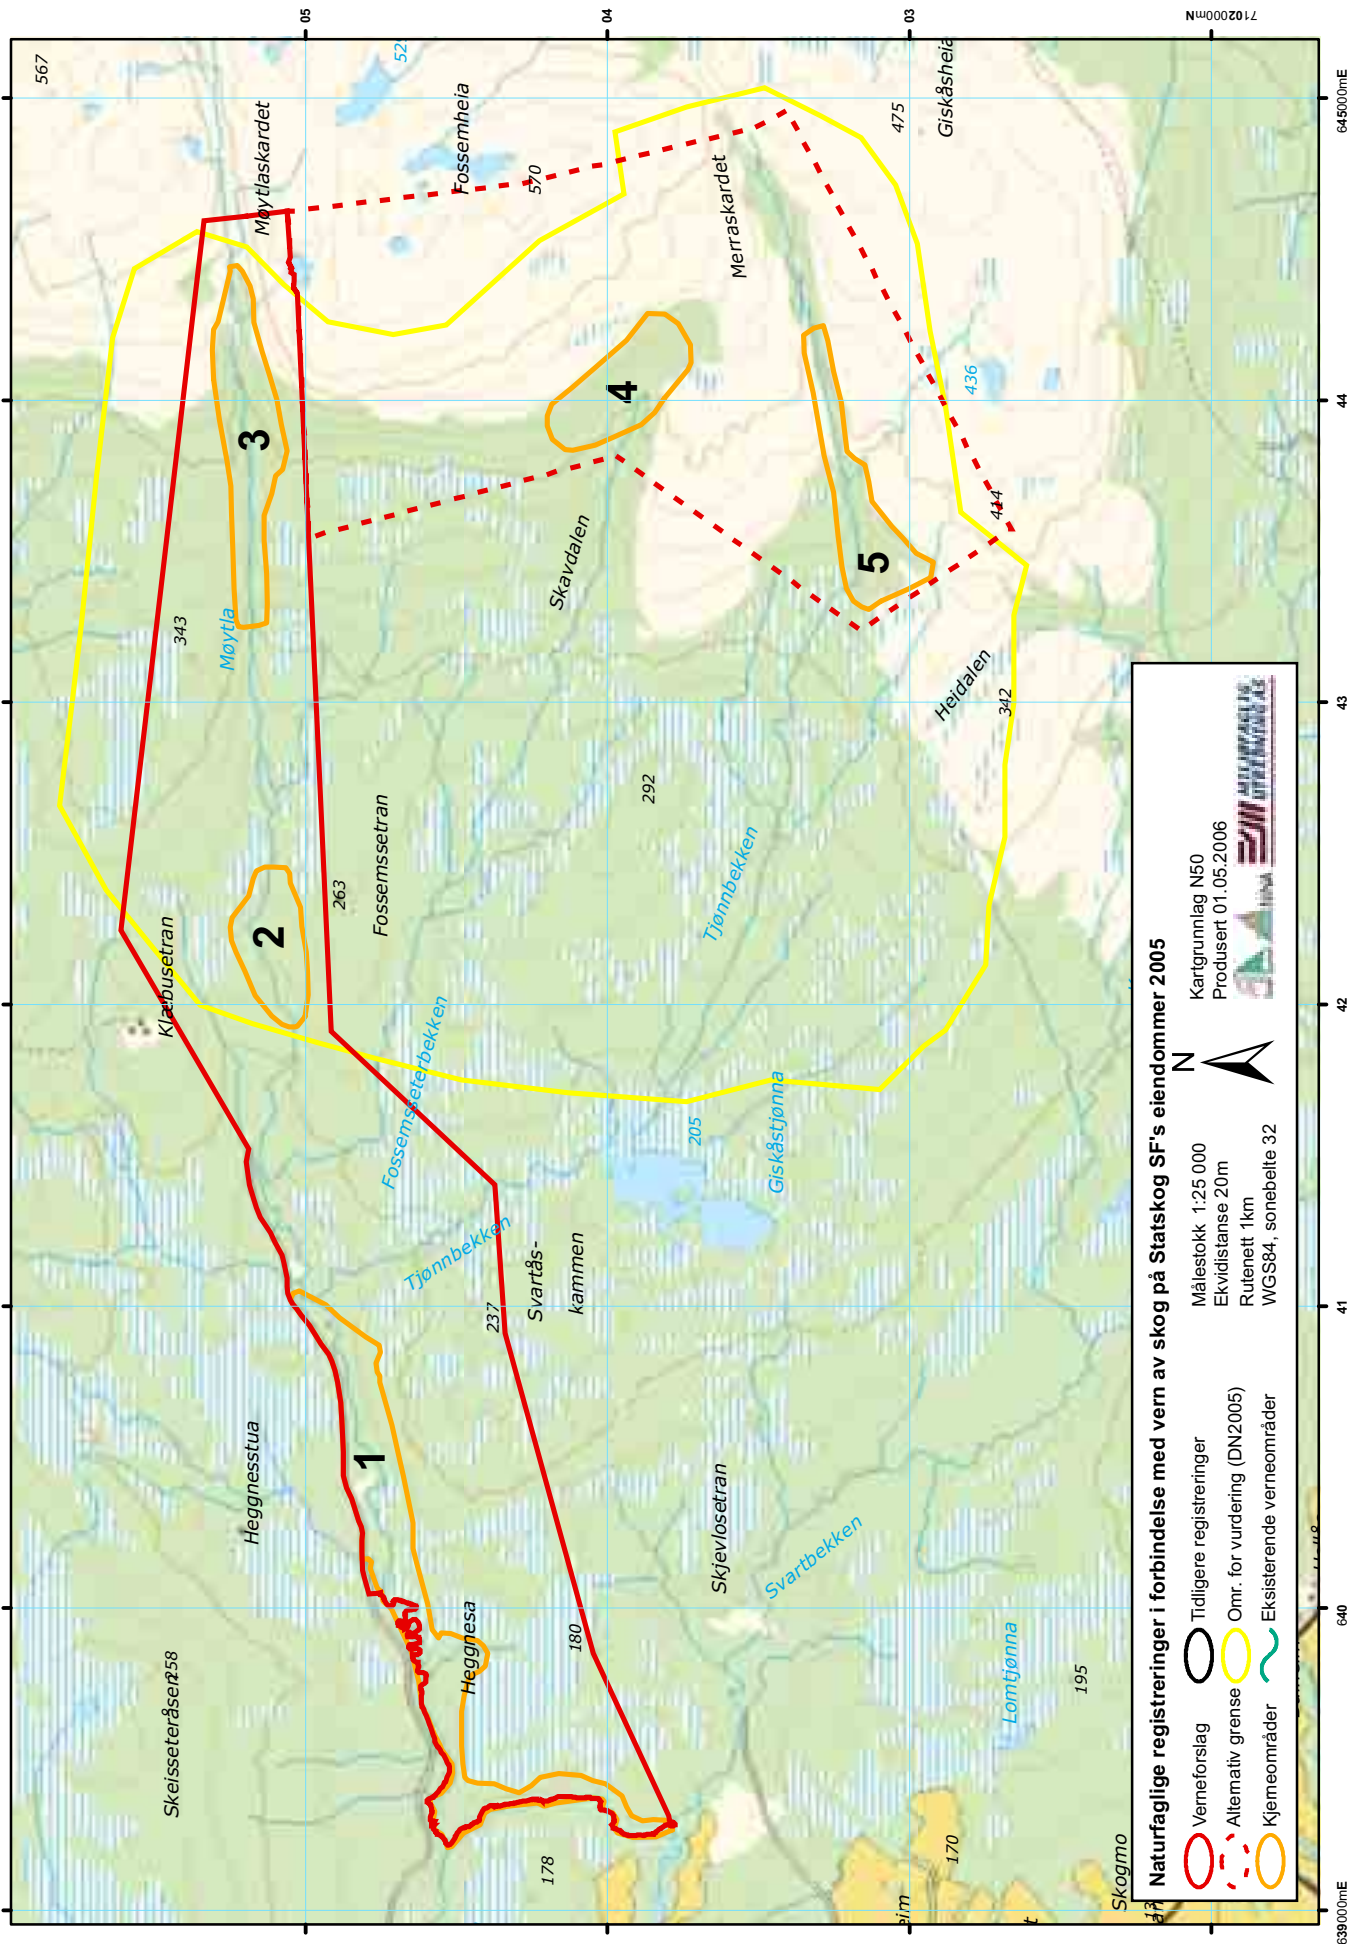 567
Møytlaskardet
Fossemheia
570
Merraskardet
475
Giskåsheia
436
414
343
Møytla
3
4
5
Skavdalen
Heidalen
342
292
2
263
Fossemssetran
Klæbusetran
Tjønnbekken
Fossemsseterbekken
205
Giskåstjønna
Tjønnbekken
237
Svartås-
kammen
Heggnesstua
1
Skeisseteråsen
258
Heggnesa
180
Skjevlosetran
Svartbekken
Lomtjønna
195
178
170
Skogmo
Naturfaglige registreringer i forbindelse med vern av skog på Statskog SF's eiendommer 2005
Verneforslag
Alternativ grense
Kjerneområder
Tidligere registreringer
Omr. for vurdering (DN2005)
Eksisterende verneområder
Målestokk 1:25 000
Ekvidistanse 20m
Rutenett 1km
WGS84, sonebelte 32
N
Kartgrunnlag N50
Produsert 01.05.2006
NINA
05
04
03
7102000mN
639000mE
640
41
42
43
44
645000mE